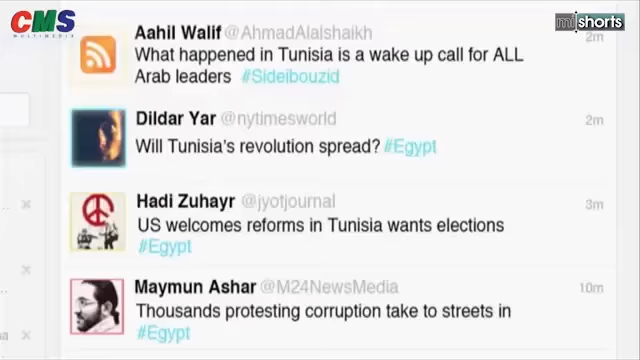 CMS
MULTIMEDIA
shorts
Aahil Walif @AhmadAlalshaikh
2m
What happened in Tunisia is a wake up call for ALL
Arab leaders #Sideibouzid
Dildar Yar @nytimesworld
2m
Will Tunisia's revolution spread? #Egypt
Hadi Zuhayr @jyotjournal
3m
US welcomes reforms in Tunisia wants elections
#Egypt
Maymun Ashar @M24NewsMedia
10m
Thousands protesting corruption take to streets in
#Egypt